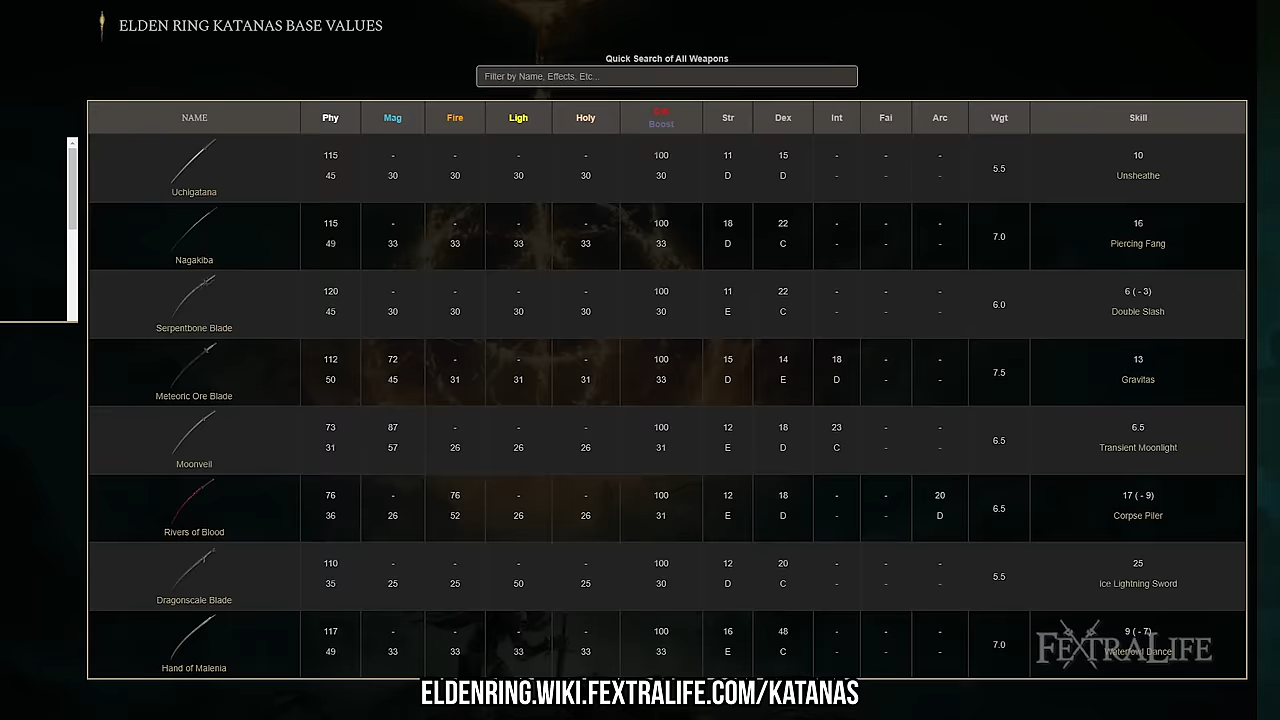 ELDEN RING KATANAS BASE VALUES
Quick Search of All Weapons
Filter by Name, Effects, Etc...
NAME Phy Mag Fire Ligh Holy Boost Str Dex Int Fai Arc Wgt Skill
115 - - - - 100 11 15 - - - 10
45 30 30 30 30 30 D D - - - 5.5 Unsheathe
Uchigatana
115 - - - - 100 18 22 - - - 16
49 33 33 33 33 33 D C - - - 7.0 Piercing Fang
Nagakiba
120 - - - - 100 11 22 - - - 6 ( - 3)
45 30 30 30 30 30 E C - - - 6.0 Double Slash
Serpentbone Blade
112 72 - - - 100 15 14 18 - - 13
50 45 31 31 31 33 D E D - - 7.5 Gravitas
Meteoric Ore Blade
73 87 - - - 100 12 18 23 - - 6.5
31 57 26 26 26 31 E D C - - 6.5 Transient Moonlight
Moonveil
76 - 76 - - 100 12 18 - - 20 17 ( - 9)
36 26 52 26 26 31 E D - - D 6.5 Corpse Piler
Rivers of Blood
110 - - - - 100 12 20 - - - 25
35 25 25 50 25 30 D C - - - 5.5 Ice Lightning Sword
Dragonscale Blade
117 - - - - 100 16 48 - - - 9 ( - 7)
49 33 33 33 33 33 E C - - - 7.0 Waterfowl Dance
Hand of Malenia
FEXTRALIFE
ELDENRING.WIKI.FEXTRALIFE.COM/KATANAS